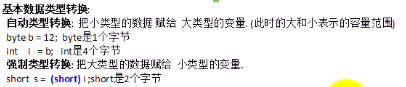 基本数据类型转换:
自动类型转换: 把小类型的数据 赋给 大类型的变量. (此时的大和小表示的容量范围)
byte b = 12; byte是1个字节
int i = b; int是4个字节
强制类型转换: 把大类型的数据赋给 小类型的变量.
short s = (short) i ;short是2个字节